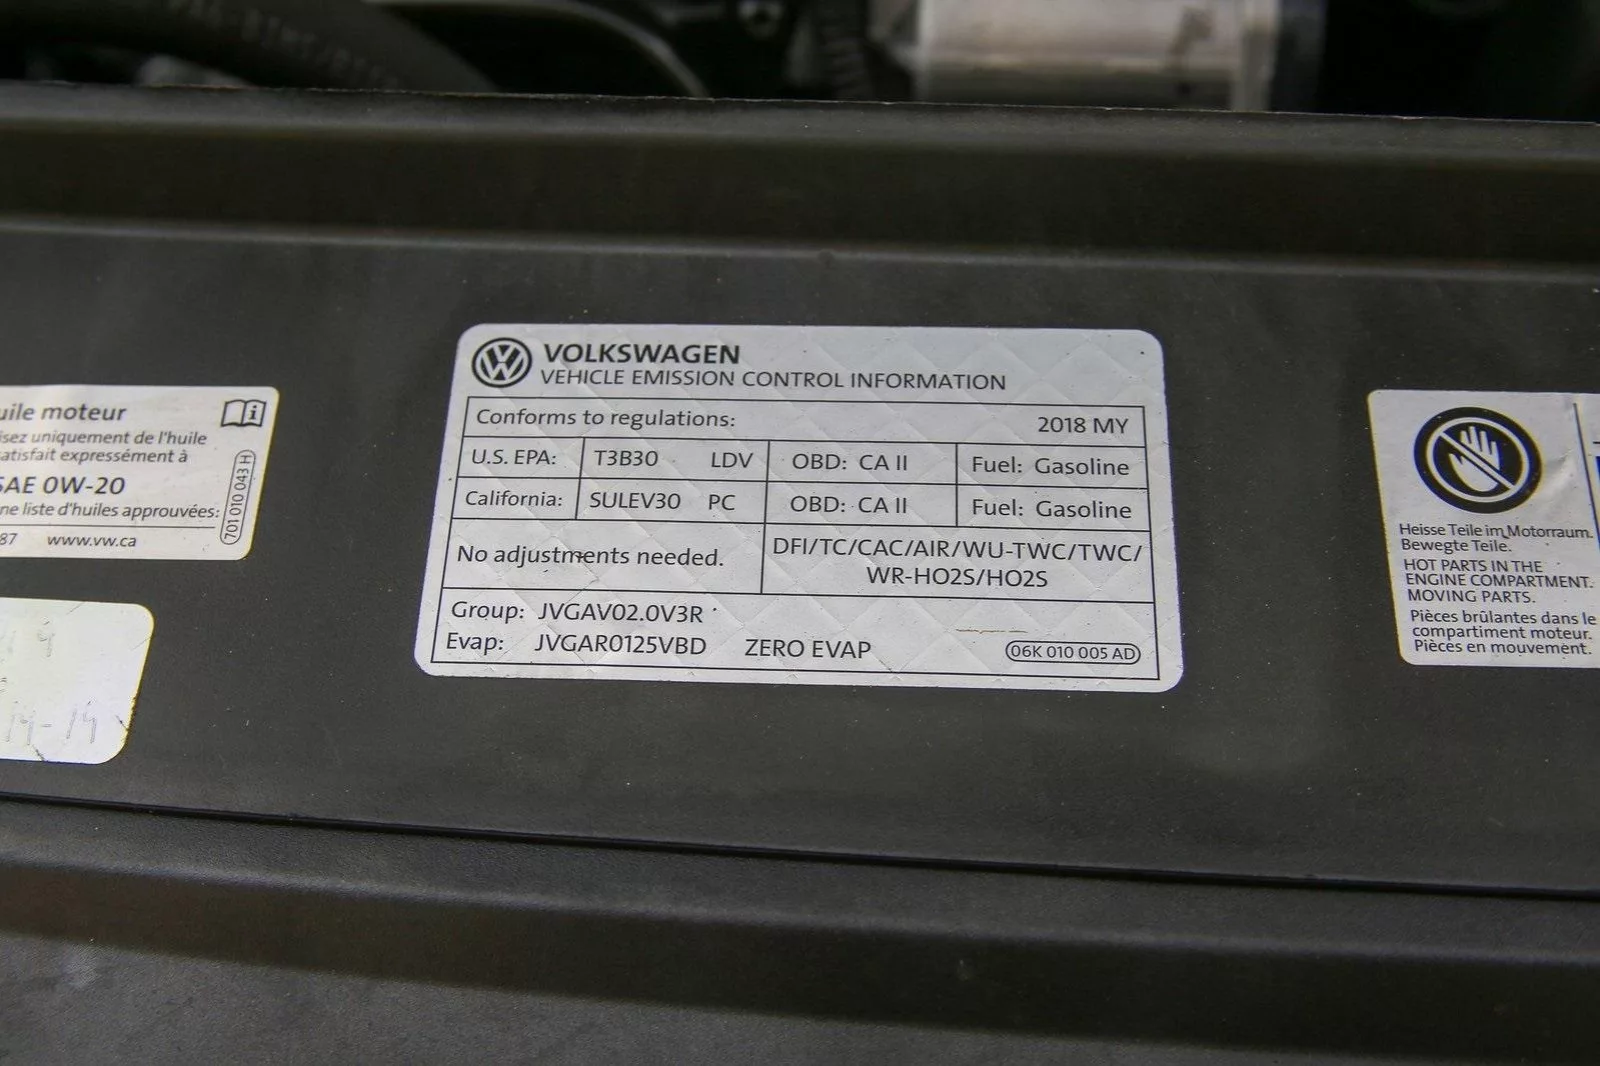 uile moteur
isez uniquement de l'huile
atisfait expressément à
SAE 0W-20
ne liste d'huiles approuvées:
87 www.vw.ca
701 010 043 H
VOLKSWAGEN
VEHICLE EMISSION CONTROL INFORMATION
Conforms to regulations: 2018 MY
U.S. EPA: T3B30 LDV OBD: CA II Fuel: Gasoline
California: SULEV30 PC OBD: CA II Fuel: Gasoline
No adjustments needed.
DFI/TC/CAC/AIR/WU-TWC/TWC/
WR-HO2S/HO2S
Group: JVGAV02.0V3R
Evap: JVGAR0125VBD ZERO EVAP 06K 010 005 AD
Heisse Teile im Motorraum.
Bewegte Teile.
HOT PARTS IN THE
ENGINE COMPARTMENT.
MOVING PARTS.
Pièces brûlantes dans le
compartiment moteur.
Pièces en mouvement.